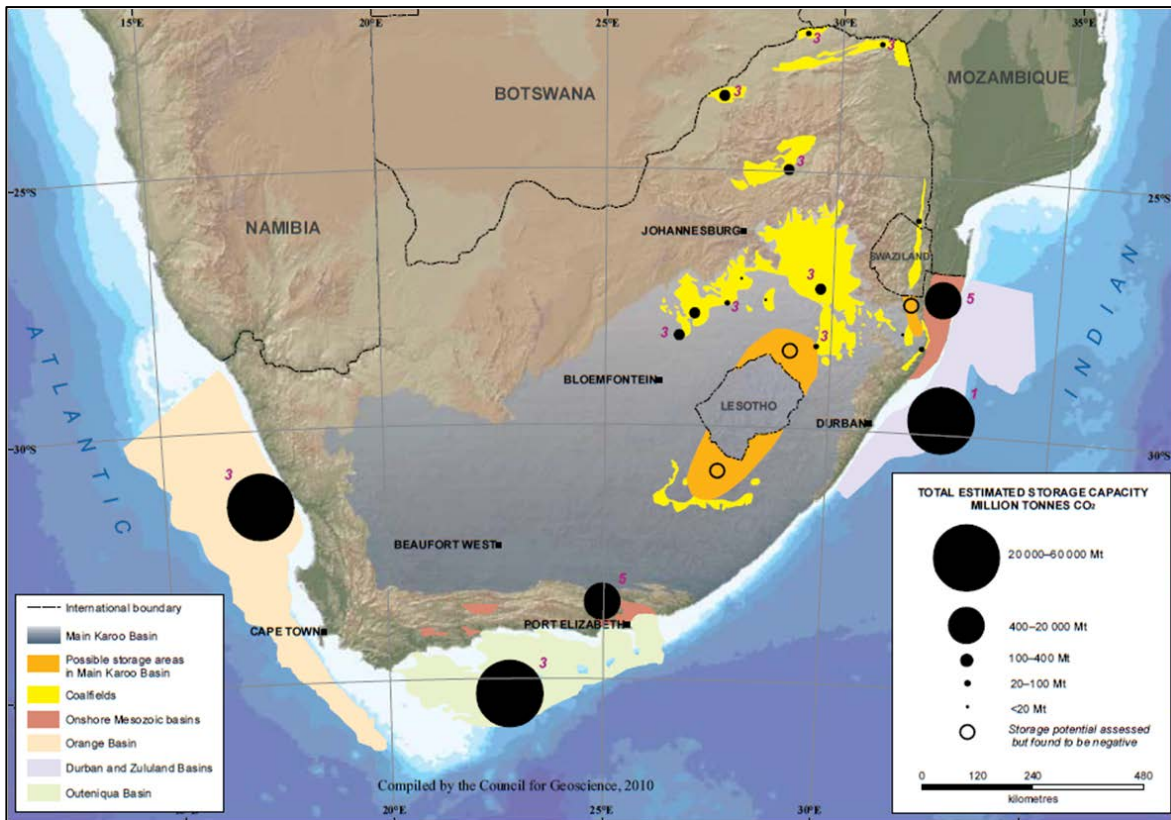 15°E
20°E
25°E
30°E
35°E
3
3
MOZAMBIQUE
BOTSWANA
3
3
25°S
25°S
NAMIBIA
JOHANNESBURG
SWAZILAND
3
5
3
3
3
BLOEMFONTEIN
LESOTHO
1
DURBAN
ATLANTIC
INDIAN
30°S
30°S
3
BEAUFORT WEST
5
CAPE TOWN
PORT ELIZABETH
3
Compiled by the Council for Geoscience, 2010
20°E
25°E
30°E
International boundary
Main Karoo Basin
Possible storage areas
in Main Karoo Basin
Coalfields
Onshore Mesozoic basins
Orange Basin
Durban and Zululand Basins
Outeniqua Basin
TOTAL ESTIMATED STORAGE CAPACITY
MILLION TONNES CO₂
20 000–60 000 Mt
400–20 000 Mt
100–400 Mt
20–100 Mt
<20 Mt
Storage potential assessed
but found to be negative
0 120 240 480
kilometres